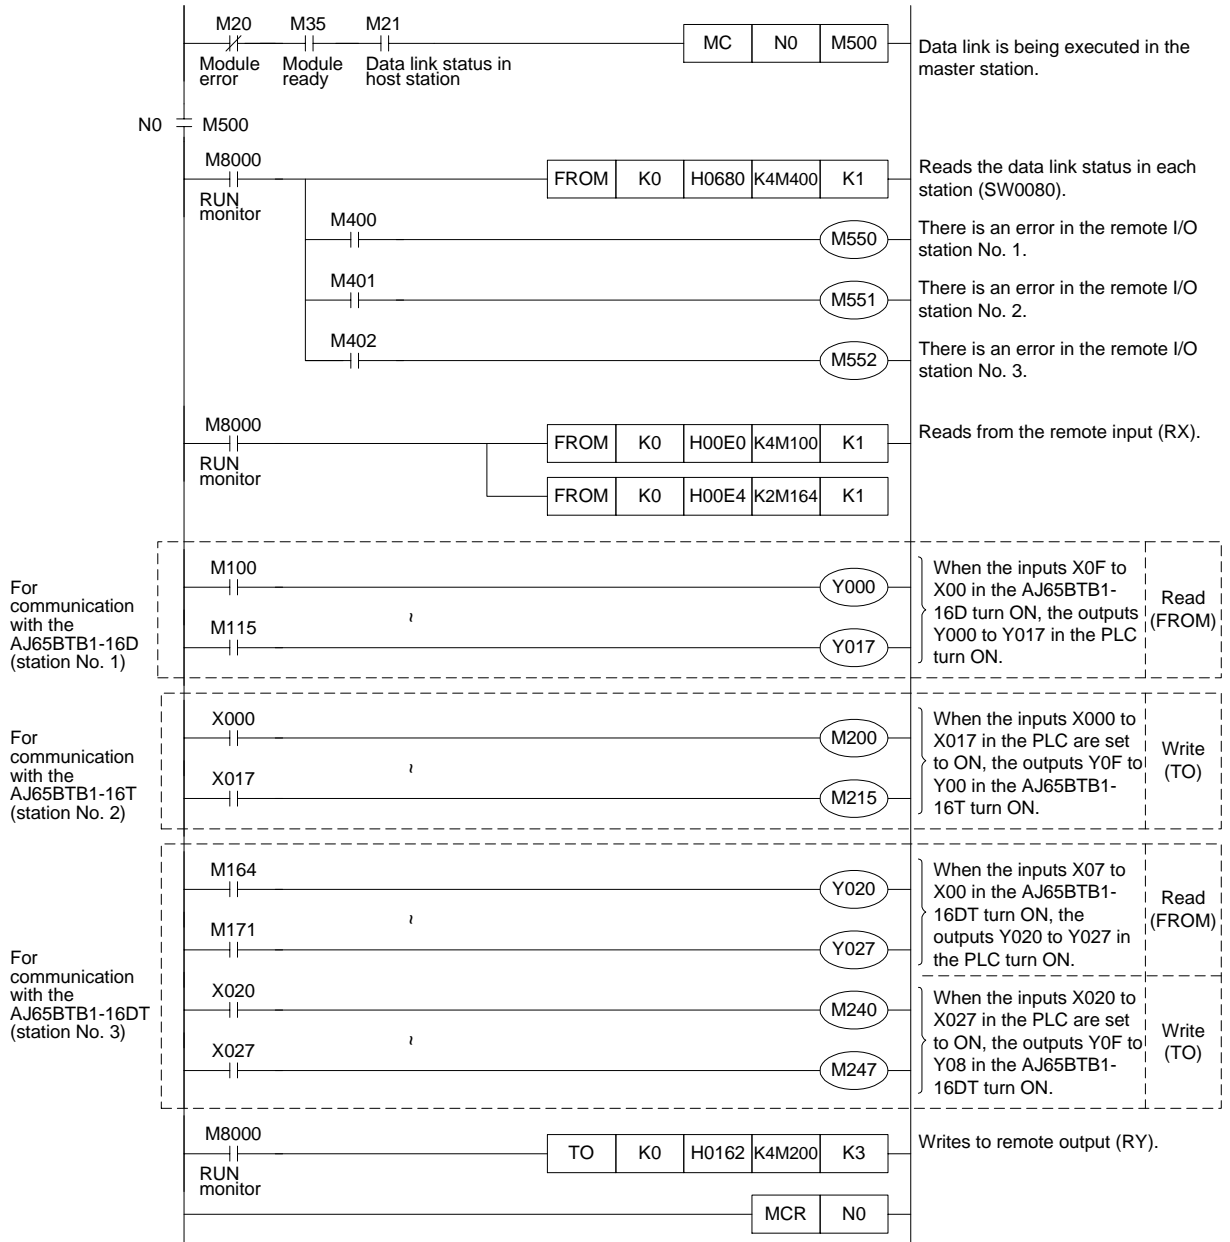 M20 M35 M21
MC N0 M500
Module error
Module ready
Data link status in host station
Data link is being executed in the
master station.
N0 M500
M8000
RUN
monitor
FROM K0 H0680 K4M400 K1
Reads the data link status in each
station (SW0080).
M400
M550
There is an error in the remote I/O
station No. 1.
M401
M551
There is an error in the remote I/O
station No. 2.
M402
M552
There is an error in the remote I/O
station No. 3.
M8000
RUN
monitor
FROM K0 H00E0 K4M100 K1
Reads from the remote input (RX).
FROM K0 H00E4 K2M164 K1
For
communication
with the
AJ65BTB1-16D
(station No. 1)
M100
Y000
~
M115
Y017
When the inputs X0F to
X00 in the AJ65BTB1-
16D turn ON, the outputs
Y000 to Y017 in the PLC
turn ON.
Read
(FROM)
For
communication
with the
AJ65BTB1-16T
(station No. 2)
X000
M200
~
X017
M215
When the inputs X000 to
X017 in the PLC are set
to ON, the outputs Y0F to
Y00 in the AJ65BTB1-
16T turn ON.
Write
(TO)
For
communication
with the
AJ65BTB1-16DT
(station No. 3)
M164
Y020
~
M171
Y027
When the inputs X07 to
X00 in the AJ65BTB1-
16DT turn ON, the
outputs Y020 to Y027 in
the PLC turn ON.
Read
(FROM)
X020
M240
~
X027
M247
When the inputs X020 to
X027 in the PLC are set
to ON, the outputs Y0F to
Y08 in the AJ65BTB1-
16DT turn ON.
Write
(TO)
M8000
RUN
monitor
TO K0 H0162 K4M200 K3
Writes to remote output (RY).
MCR N0